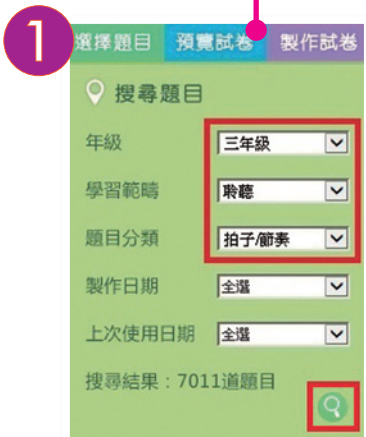 1
選擇題目 預覽試卷 製作試卷
搜尋題目
年級 三年級
學習範疇 聆聽
題目分類 拍子/節奏
製作日期 全選
上次使用日期 全選
搜尋結果：7011道題目